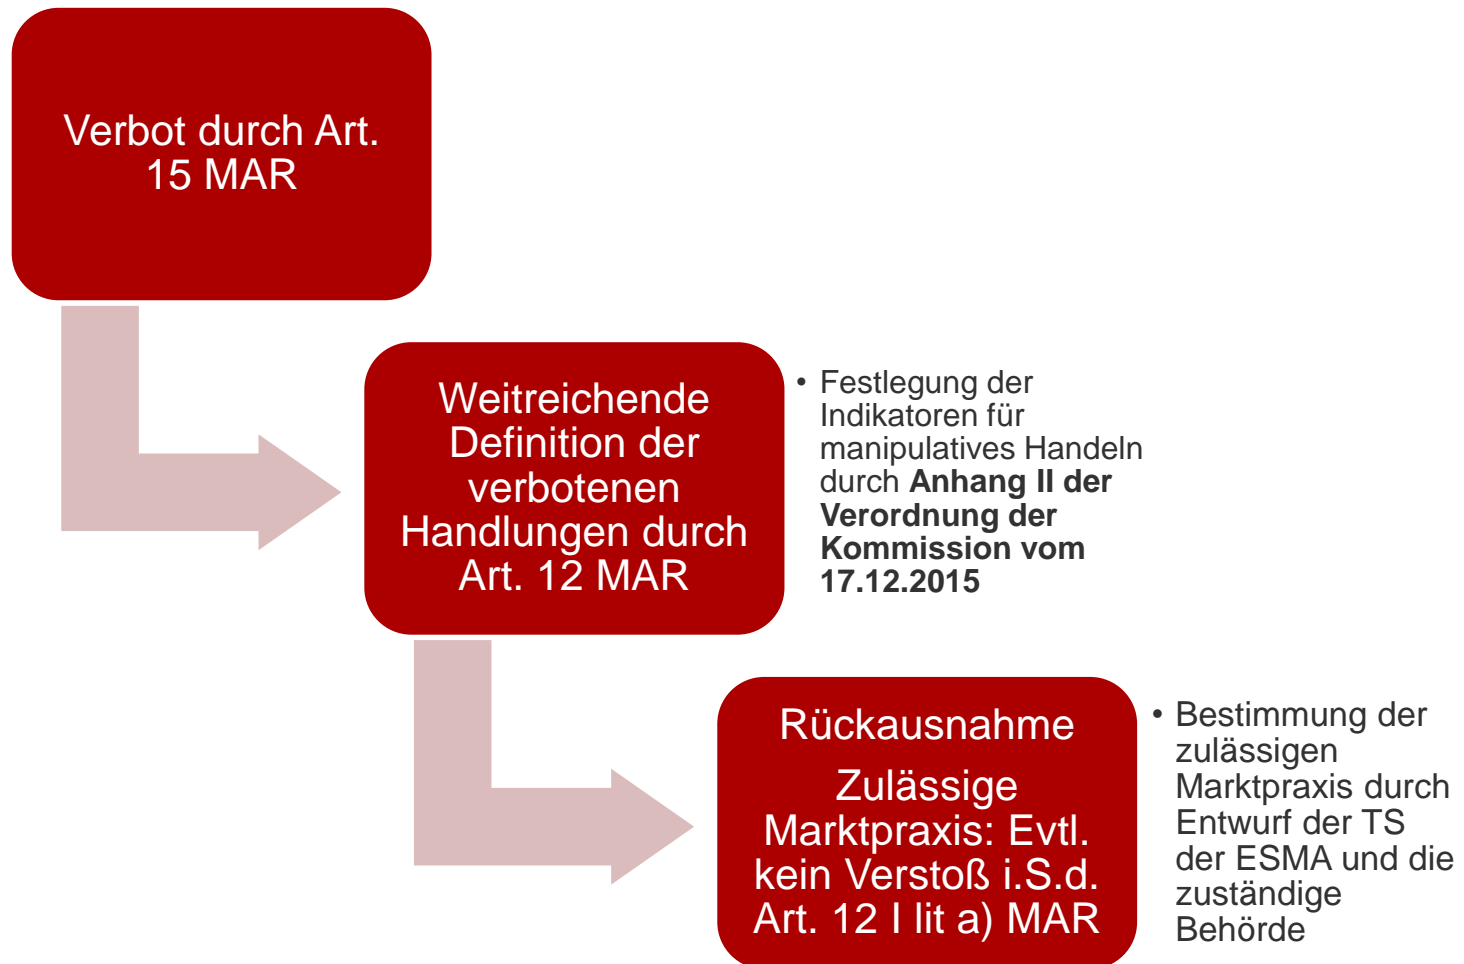 Verbot durch Art.
15 MAR
Weitreichende
Definition der
verbotenen
Handlungen durch
Art. 12 MAR
• Festlegung der
Indikatoren für
manipulatives Handeln
durch Anhang II der
Verordnung der
Kommission vom
17.12.2015
Rückausnahme
Zulässige
Marktpraxis: Evtl.
kein Verstoß i.S.d.
Art. 12 I lit a) MAR
• Bestimmung der
zulässigen
Marktpraxis durch
Entwurf der TS
der ESMA und die
zuständige
Behörde